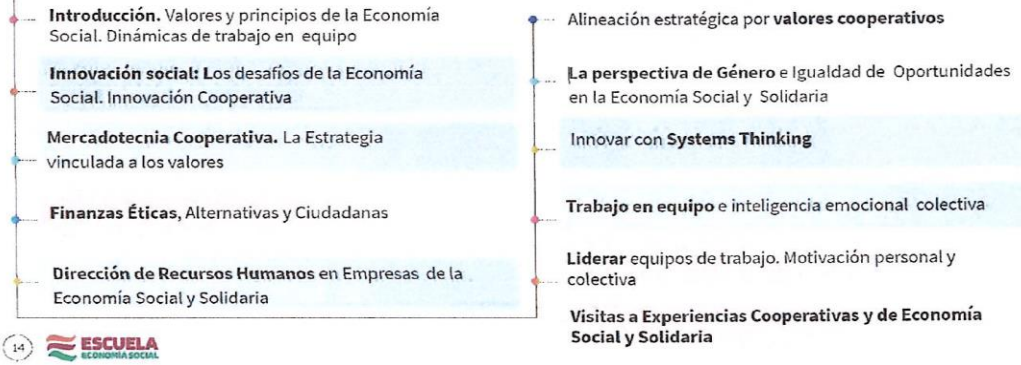 Introducción. Valores y principios de la Economía
Social. Dinámicas de trabajo en equipo
Innovación social: Los desafíos de la Economía
Social. Innovación Cooperativa
Mercadotecnia Cooperativa. La Estrategia
vinculada a los valores
Finanzas Éticas, Alternativas y Ciudadanas
Dirección de Recursos Humanos en Empresas de la
Economía Social y Solidaria
Alineación estratégica por valores cooperativos
La perspectiva de Género e Igualdad de Oportunidades
en la Economía Social y Solidaria
Innovar con Systems Thinking
Trabajo en equipo e inteligencia emocional colectiva
Liderar equipos de trabajo. Motivación personal y
colectiva
Visitas a Experiencias Cooperativas y de Economía
Social y Solidaria
14
ESCUELA
ECONOMÍA SOCIAL